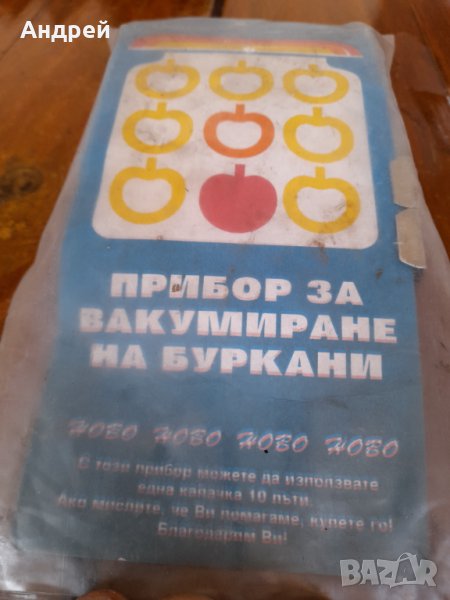 Андрей
ПРИБОР ЗА
ВАКУМИРАНЕ
НА БУРКАНИ
НОВО НОВО НОВО НОВО
С този прибор можете да използвате
една капачка 10 пъти.
Ако мислите, че Ви помагаме, купете го!
Благодарим Ви!
BAZAR